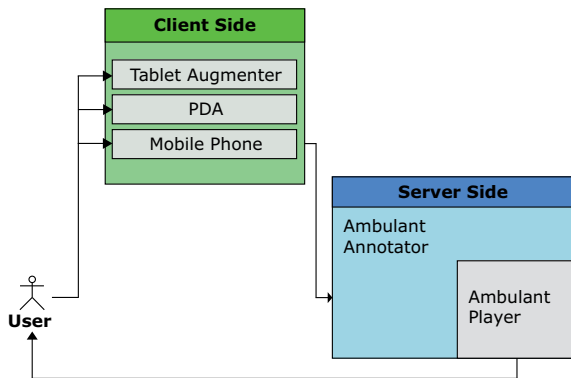 Client Side
Tablet Augmenter
PDA
Mobile Phone
Server Side
Ambulant
Annotator
Ambulant
Player
User